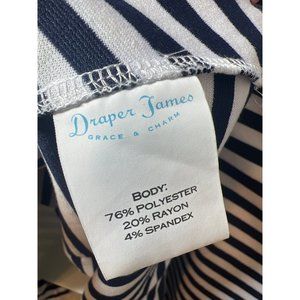 Draper James
GRACE & CHARM
BODY:
76% POLYESTER
20% RAYON
4% SPANDEX